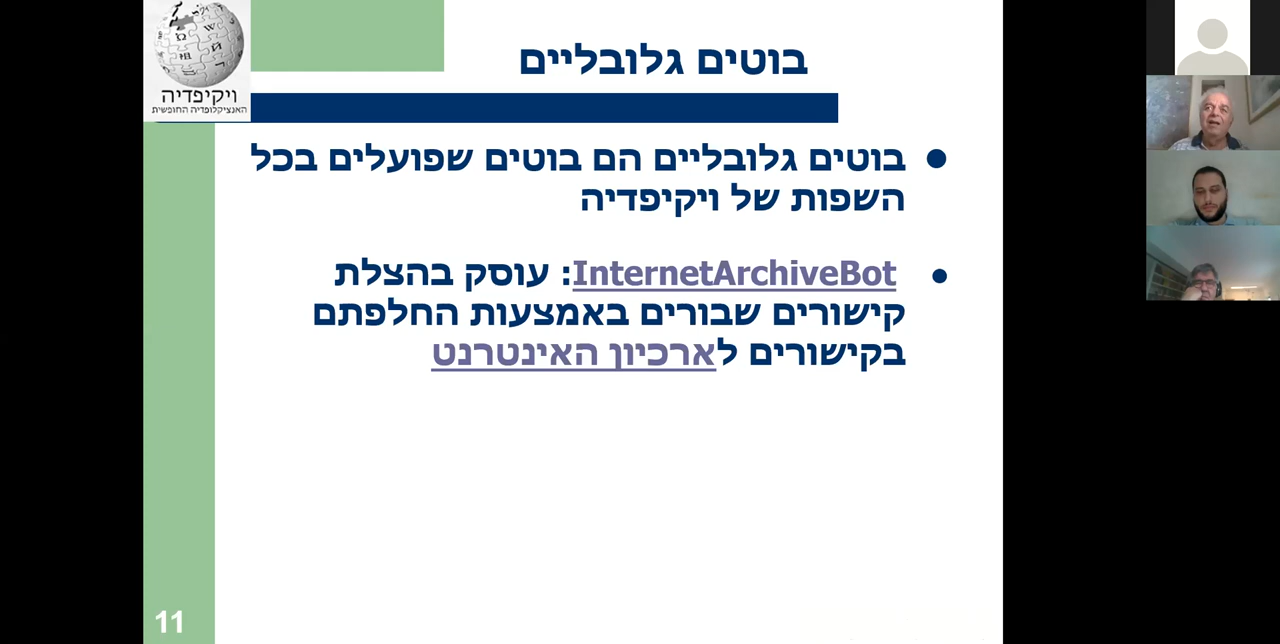 ויקיפדיה
האנציקלופדיה החופשית
בוטים גלובליים
בוטים גלובליים הם בוטים שפועלים בכל
השפות של ויקיפדיה
InternetArchiveBot: עוסק בהצלת
קישורים שבורים באמצעות החלפתם
בקישורים לארכיון האינטרנט
11